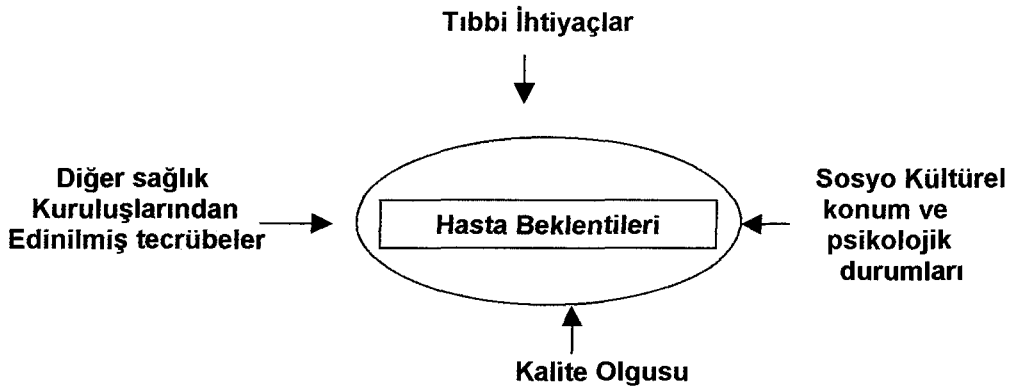 Tıbbi İhtiyaçlar
Diğer sağlık
Kuruluşlarından
Edinilmiş tecrübeler
Hasta Beklentileri
Sosyo Kültürel
konum ve
psikolojik
durumları
Kalite Olgusu